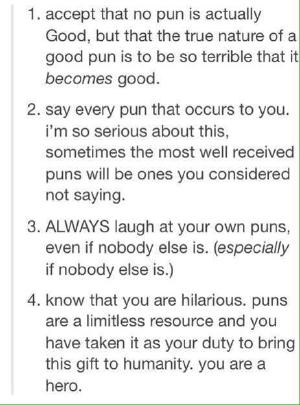 1. accept that no pun is actually
Good, but that the true nature of a
good pun is to be so terrible that it
becomes good.
2. say every pun that occurs to you.
i'm so serious about this,
sometimes the most well received
puns will be ones you considered
not saying.
3. ALWAYS laugh at your own puns,
even if nobody else is. (especially
if nobody else is.)
4. know that you are hilarious. puns
are a limitless resource and you
have taken it as your duty to bring
this gift to humanity. you are a
hero.